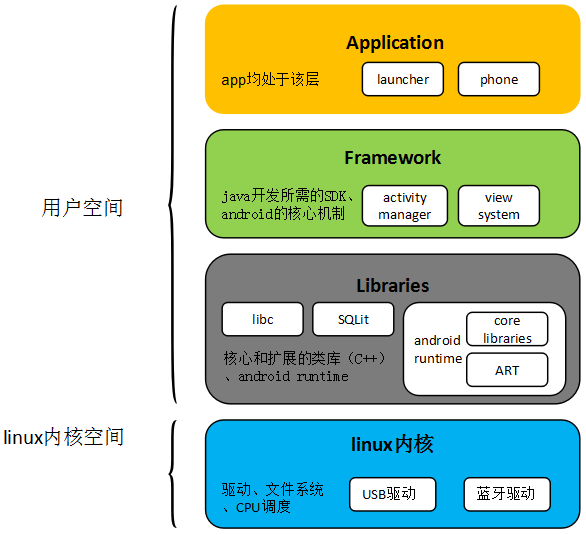 Application
app均处于该层
launcher
phone
Framework
java开发所需的SDK、
android的核心机制
activity
manager
view
system
用户空间
Libraries
libc
SQLit
核心和扩展的类库（C++）
、android runtime
android
runtime
core
libraries
ART
linux内核空间
linux内核
驱动、文件系统
、CPU调度
USB驱动
蓝牙驱动